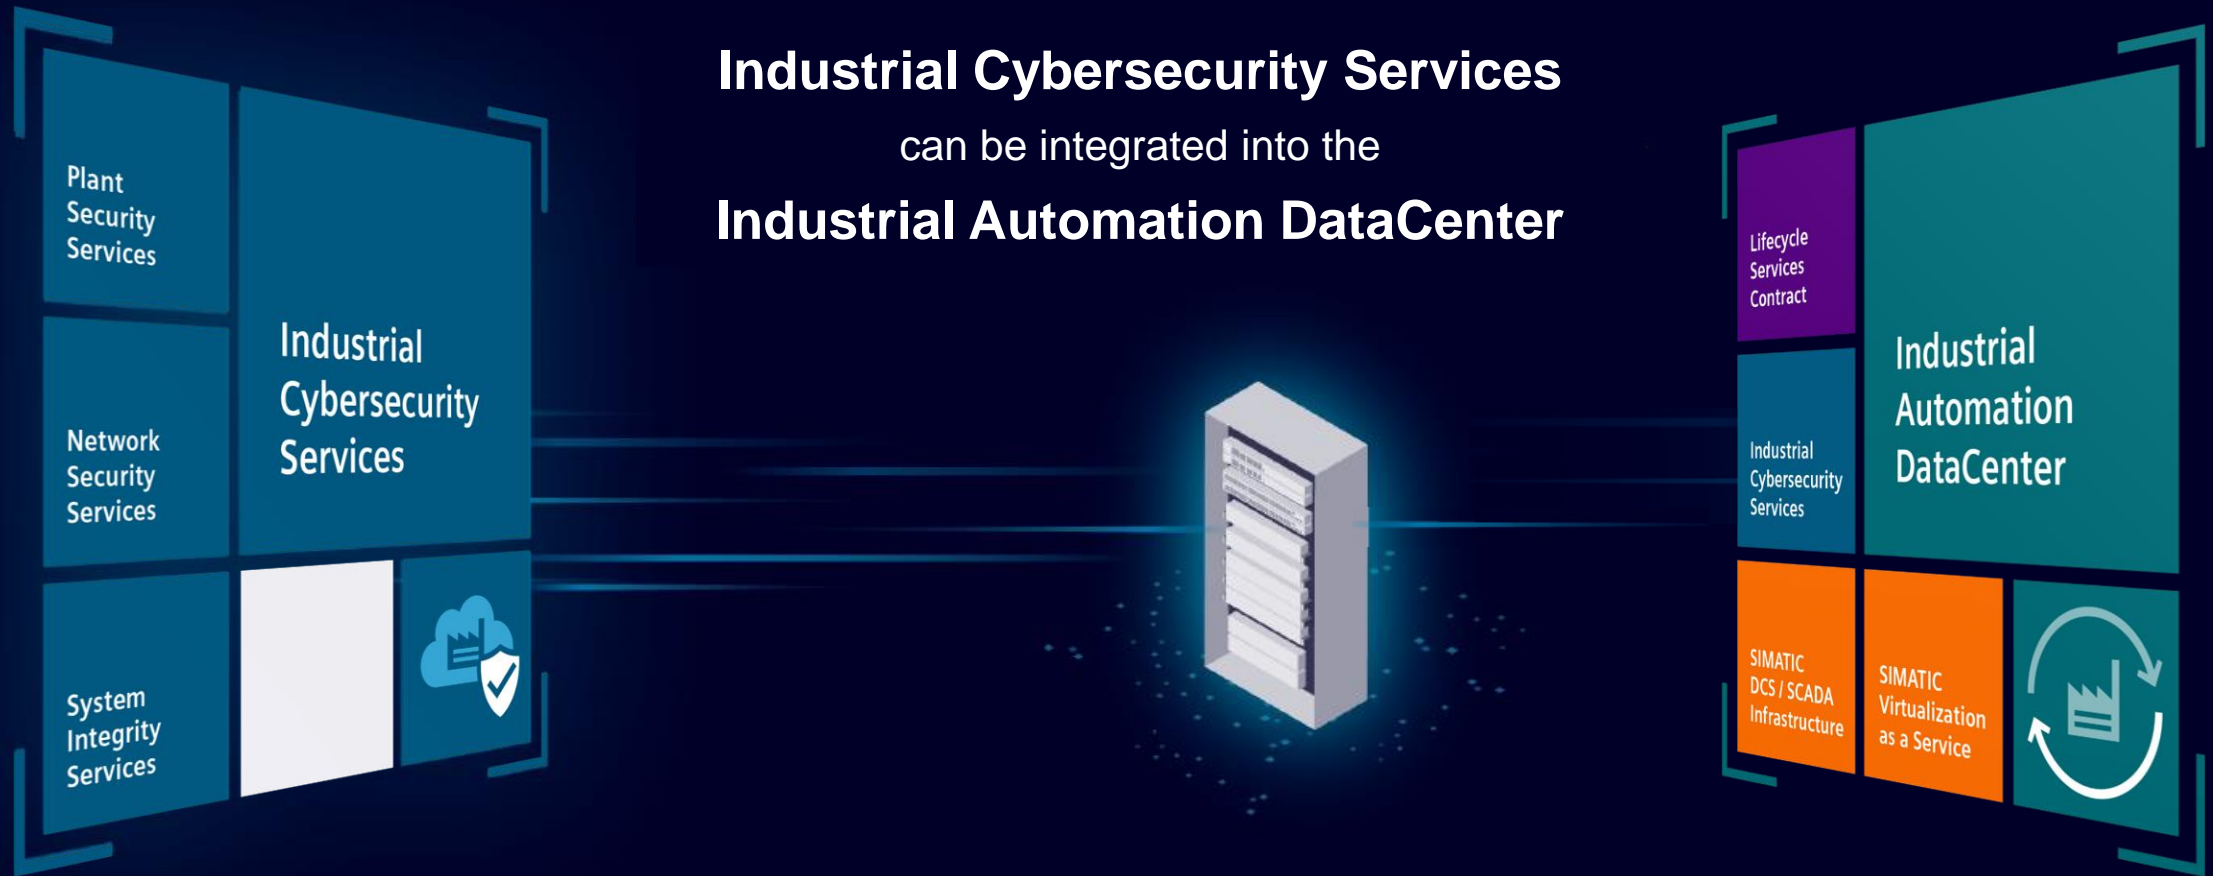 Industrial Cybersecurity Services
can be integrated into the
Industrial Automation DataCenter
Plant
Security
Services
Network
Security
Services
System
Integrity
Services
Industrial
Cybersecurity
Services
Lifecycle
Services
Contract
Industrial
Cybersecurity
Services
SIMATIC
DCS / SCADA
Infrastructure
SIMATIC
Virtualization
as a Service
Industrial
Automation
DataCenter